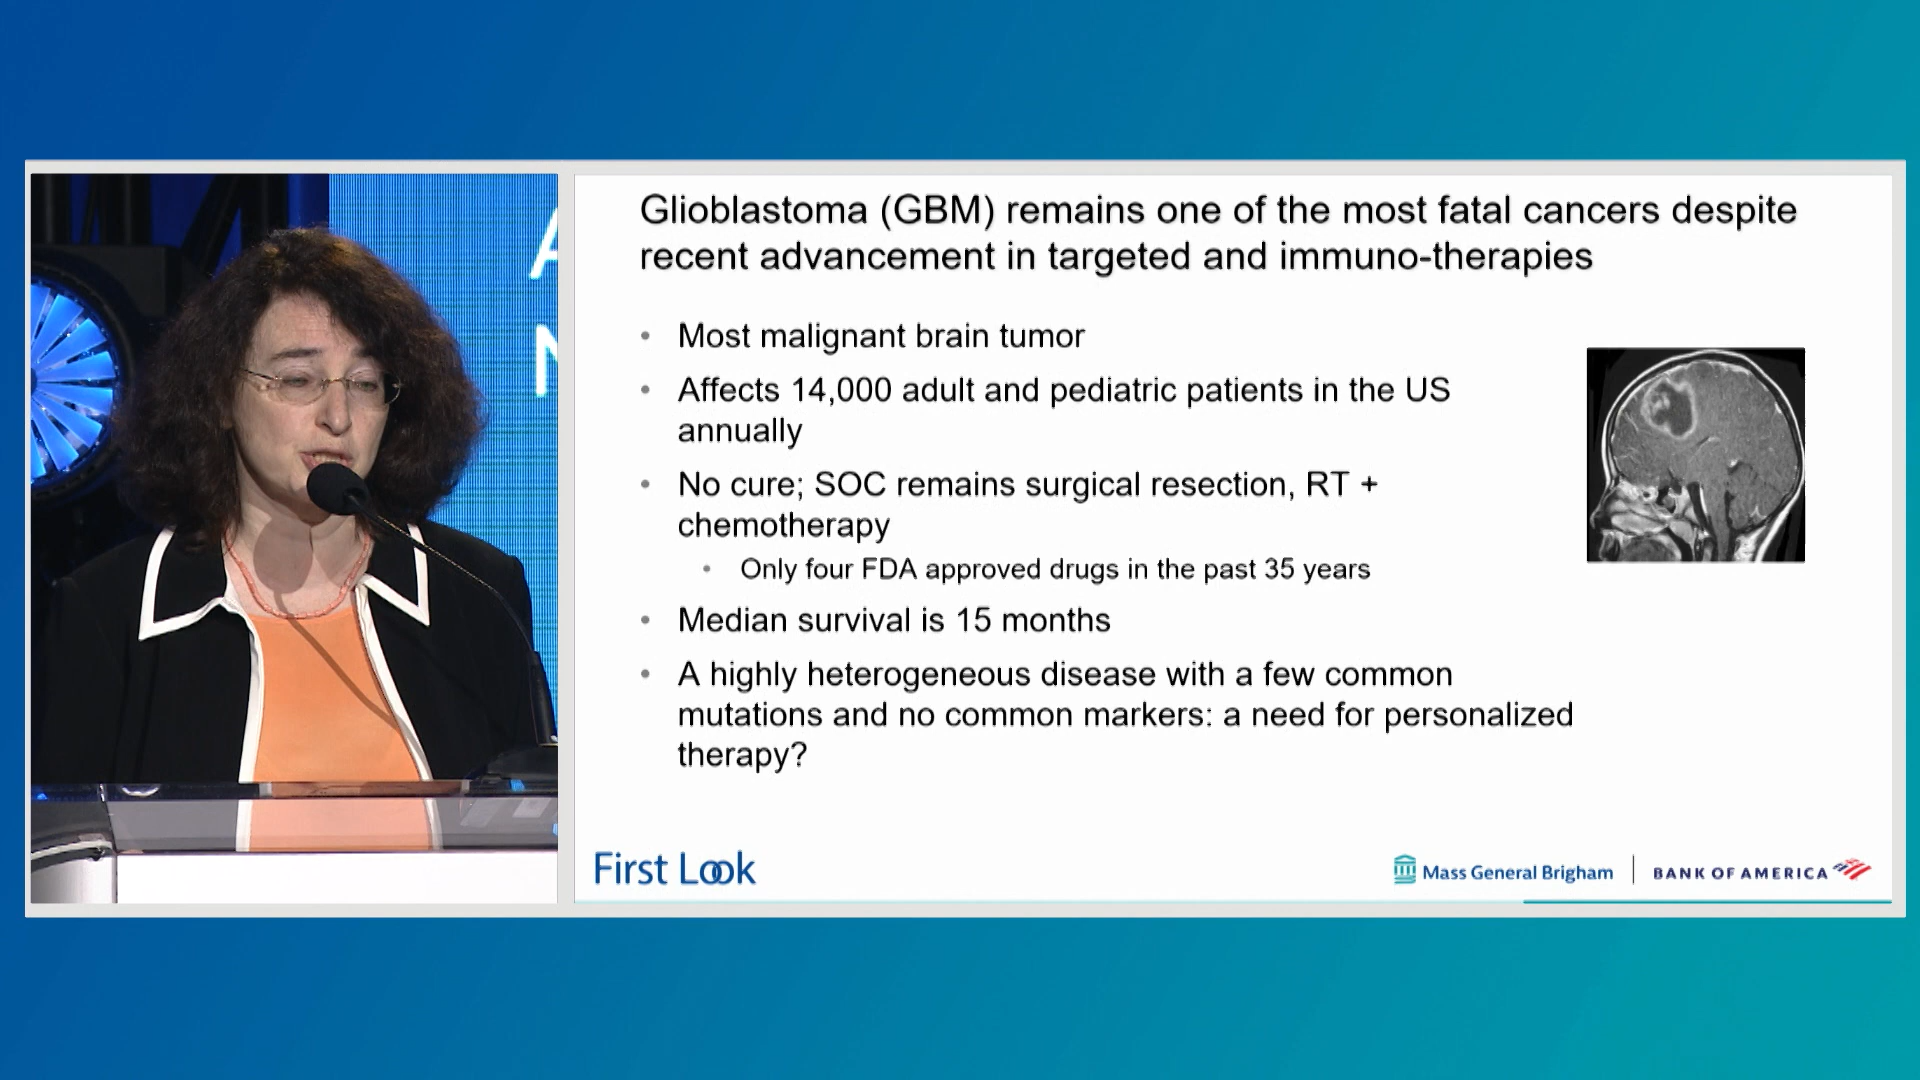 A
N
Glioblastoma (GBM) remains one of the most fatal cancers despite
recent advancement in targeted and immuno-therapies
• Most malignant brain tumor
• Affects 14,000 adult and pediatric patients in the US
annually
• No cure; SOC remains surgical resection, RT +
chemotherapy
• Only four FDA approved drugs in the past 35 years
• Median survival is 15 months
• A highly heterogeneous disease with a few common
mutations and no common markers: a need for personalized
therapy?
First Look
Mass General Brigham
BANK OF AMERICA